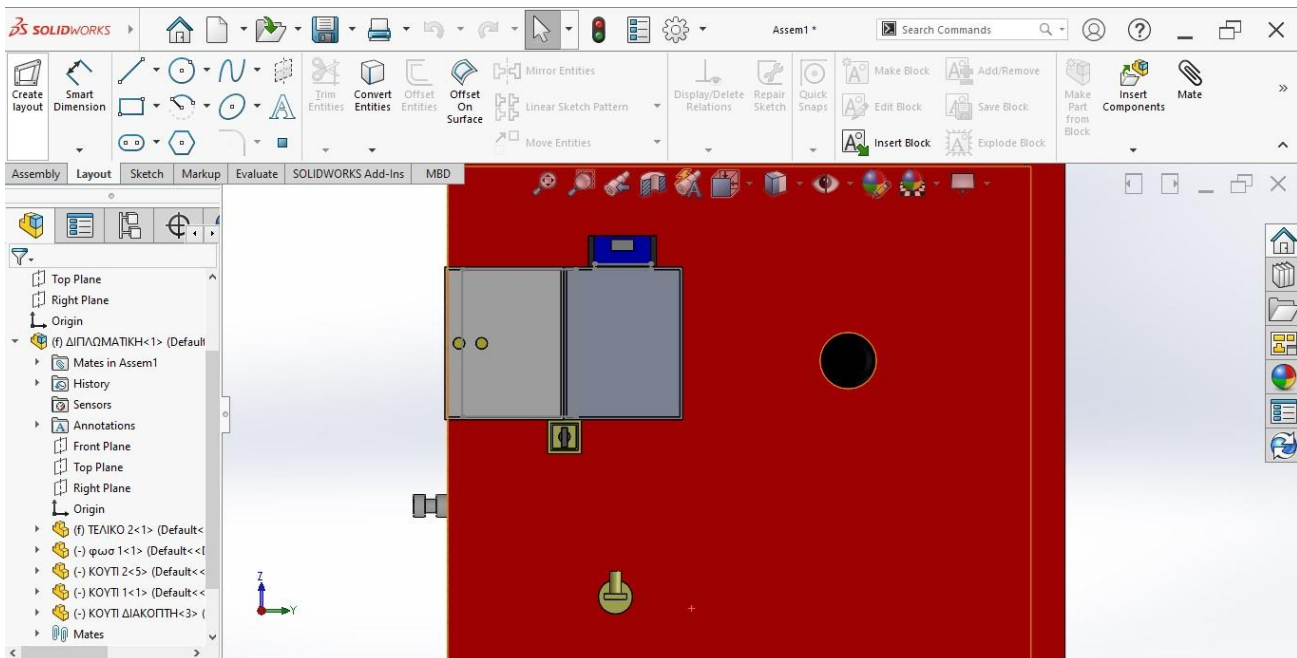 SOLIDWORKS
Assem1 *
Search Commands
?
Create layout
Smart Dimension
Trim Entities
Convert Entities
Offset Entities
Offset On Surface
Mirror Entities
Linear Sketch Pattern
Move Entities
Display/Delete Relations
Repair Sketch
Quick Snaps
Make Block
Edit Block
Insert Block
Add/Remove
Save Block
Explode Block
Make Part from Block
Insert Components
Mate
Assembly
Layout
Sketch
Markup
Evaluate
SOLIDWORKS Add-Ins
MBD
Top Plane
Right Plane
Origin
(f) ΔΙΠΛΩΜΑΤΙΚΗ<1> (Default
Mates in Assem1
History
Sensors
Annotations
Front Plane
Top Plane
Right Plane
Origin
(f) ΤΕΛΙΚΟ 2<1> (Default<
(-) φωσ 1<1> (Default<<
(-) ΚΟΥΤΙ 2<5> (Default<<
(-) ΚΟΥΤΙ 1<1> (Default<<
(-) ΚΟΥΤΙ ΔΙΑΚΟΠΤΗ<3> (
Mates
Z
Y